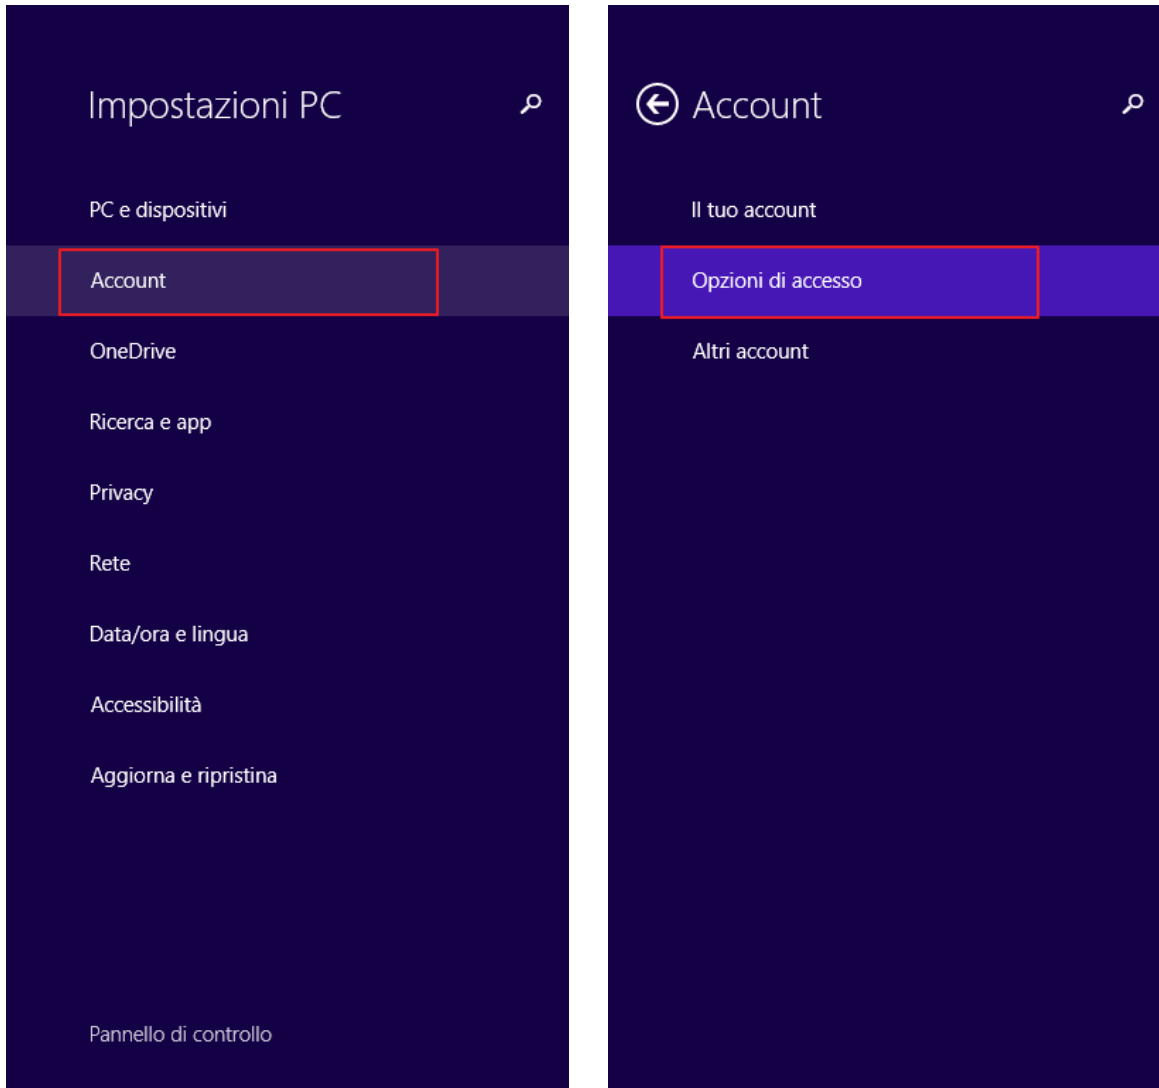 Impostazioni PC
PC e dispositivi
Account
OneDrive
Ricerca e app
Privacy
Rete
Data/ora e lingua
Accessibilità
Aggiorna e ripristina
Pannello di controllo
Account
Il tuo account
Opzioni di accesso
Altri account